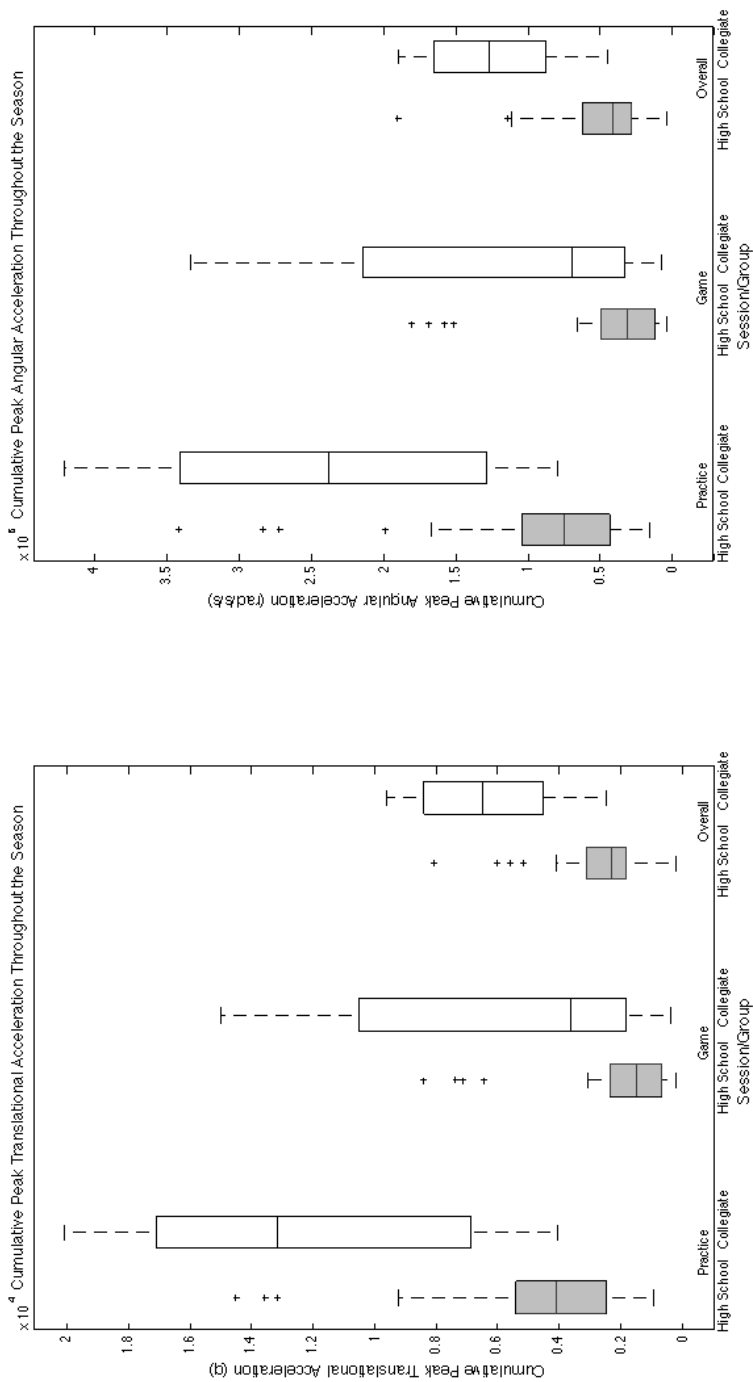 x 10⁴ Cumulative Peak Translational Acceleration Throughout the Season
Cumulative Peak Translational Acceleration (g)
2
1.8
1.6
1.4
1.2
1
0.8
0.6
0.4
0.2
0
Practice Game Overall
High School Collegiate High School Collegiate High School Collegiate
Session/Group
x 10 Cumulative Peak Angular Acceleration Throughout the Season
Cumulative Peak Angular Acceleration (rad/s/s)
4
3.5
3
2.5
2
1.5
1
0.5
0
Practice Game Overall
High School Collegiate High School Collegiate High School Collegiate
Session/Group